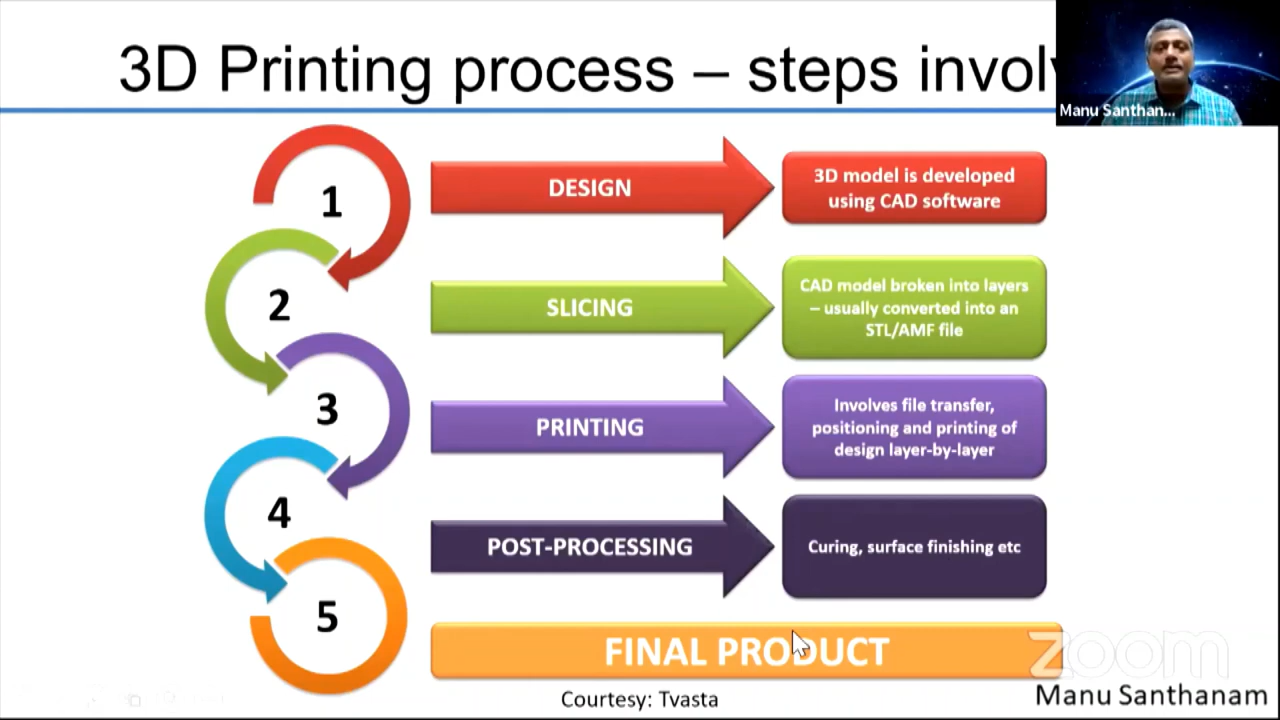 3D Printing process – steps invol
Manu Santhan...
1
DESIGN
3D model is developed
using CAD software
2
SLICING
CAD model broken into layers
– usually converted into an
STL/AMF file
3
PRINTING
Involves file transfer,
positioning and printing of
design layer-by-layer
4
POST-PROCESSING
Curing, surface finishing etc
5
FINAL PRODUCT
zoom
Courtesy: Tvasta
Manu Santhanam